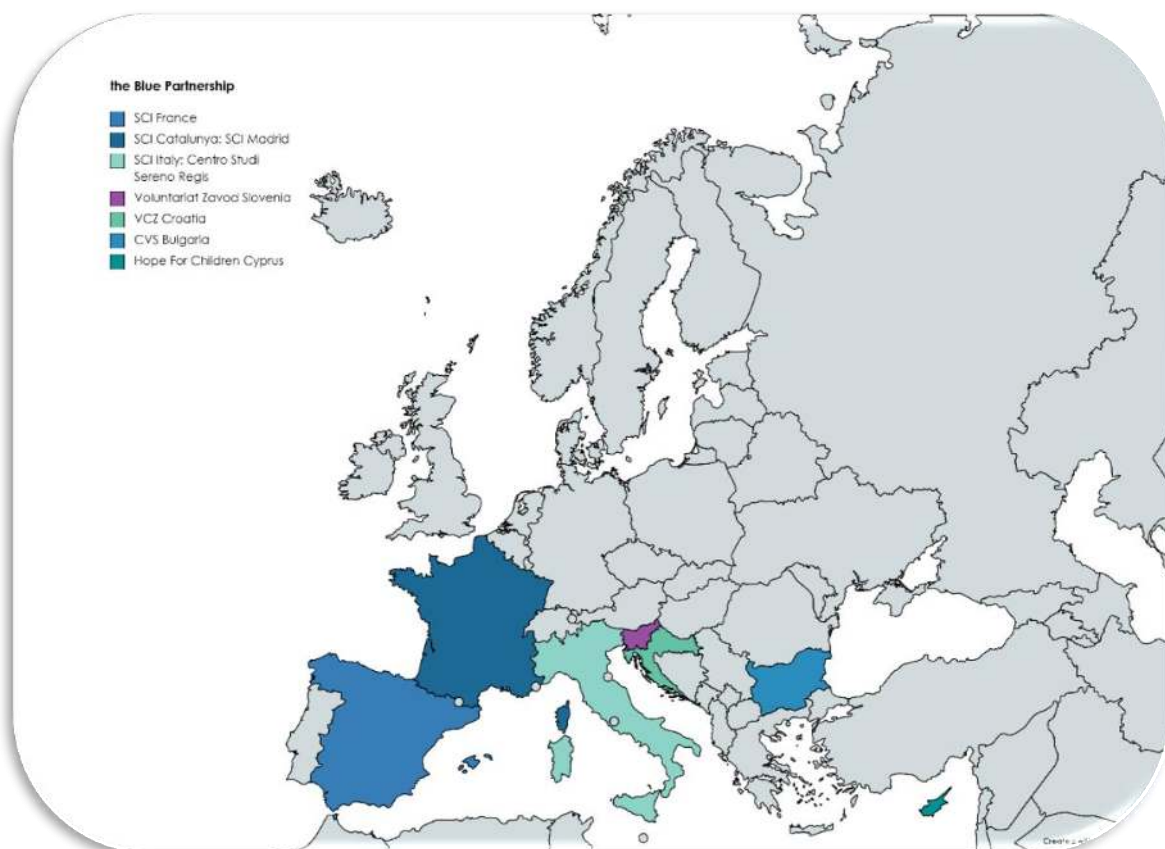 the Blue Partnership
SCI France
SCI Catalunya; SCI Madrid
SCI Italy; Centro Studi
Sereno Regis
Voluntariat Zavod Slovenia
VCZ Croatia
CVS Bulgaria
Hope For Children Cyprus